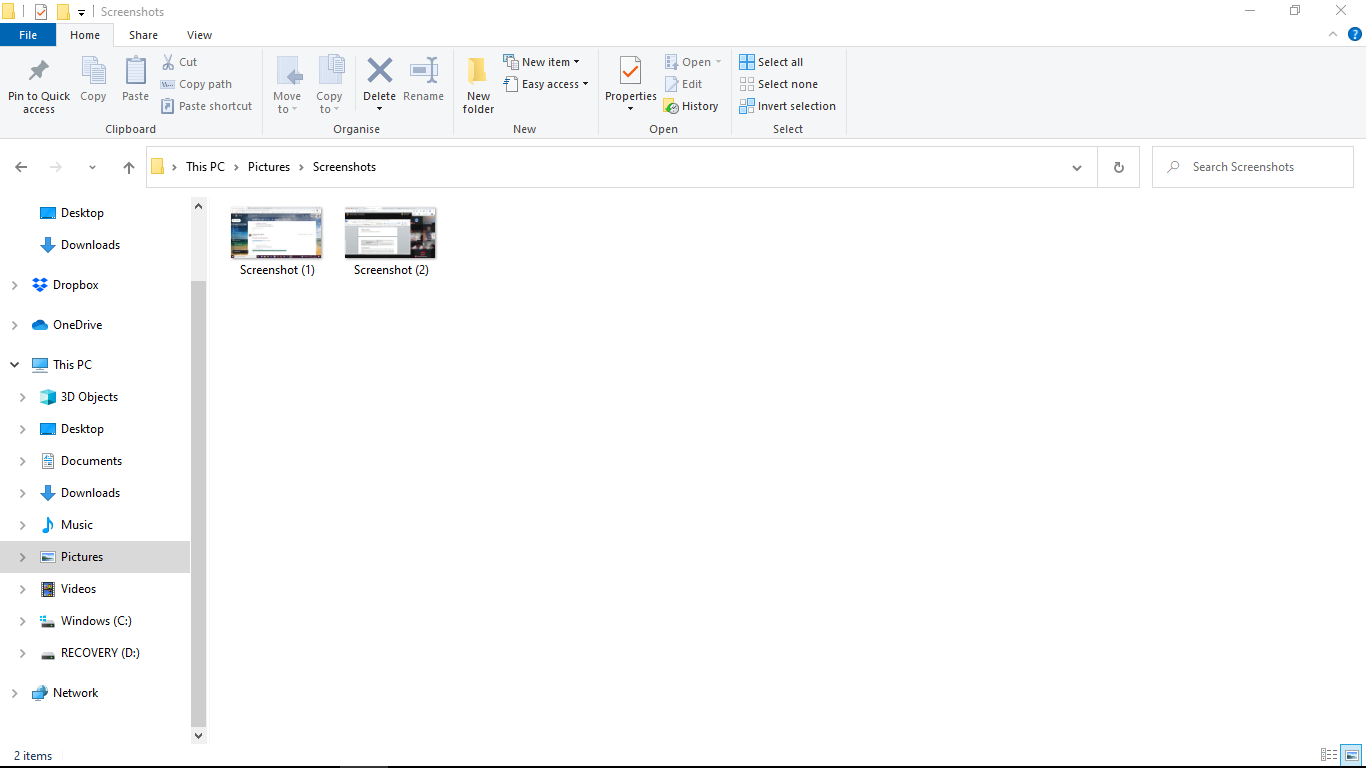 Screenshots
File Home Share View
Pin to Quick access
Copy
Paste
Cut
Copy path
Paste shortcut
Clipboard
Move to
Copy to
Delete
Rename
Organise
New folder
New item
Easy access
New
Properties
Open
Edit
History
Open
Select all
Select none
Invert selection
Select
This PC > Pictures > Screenshots
Search Screenshots
Desktop
Downloads
Dropbox
OneDrive
This PC
3D Objects
Desktop
Documents
Downloads
Music
Pictures
Videos
Windows (C:)
RECOVERY (D:)
Network
Screenshot (1)
Screenshot (2)
2 items